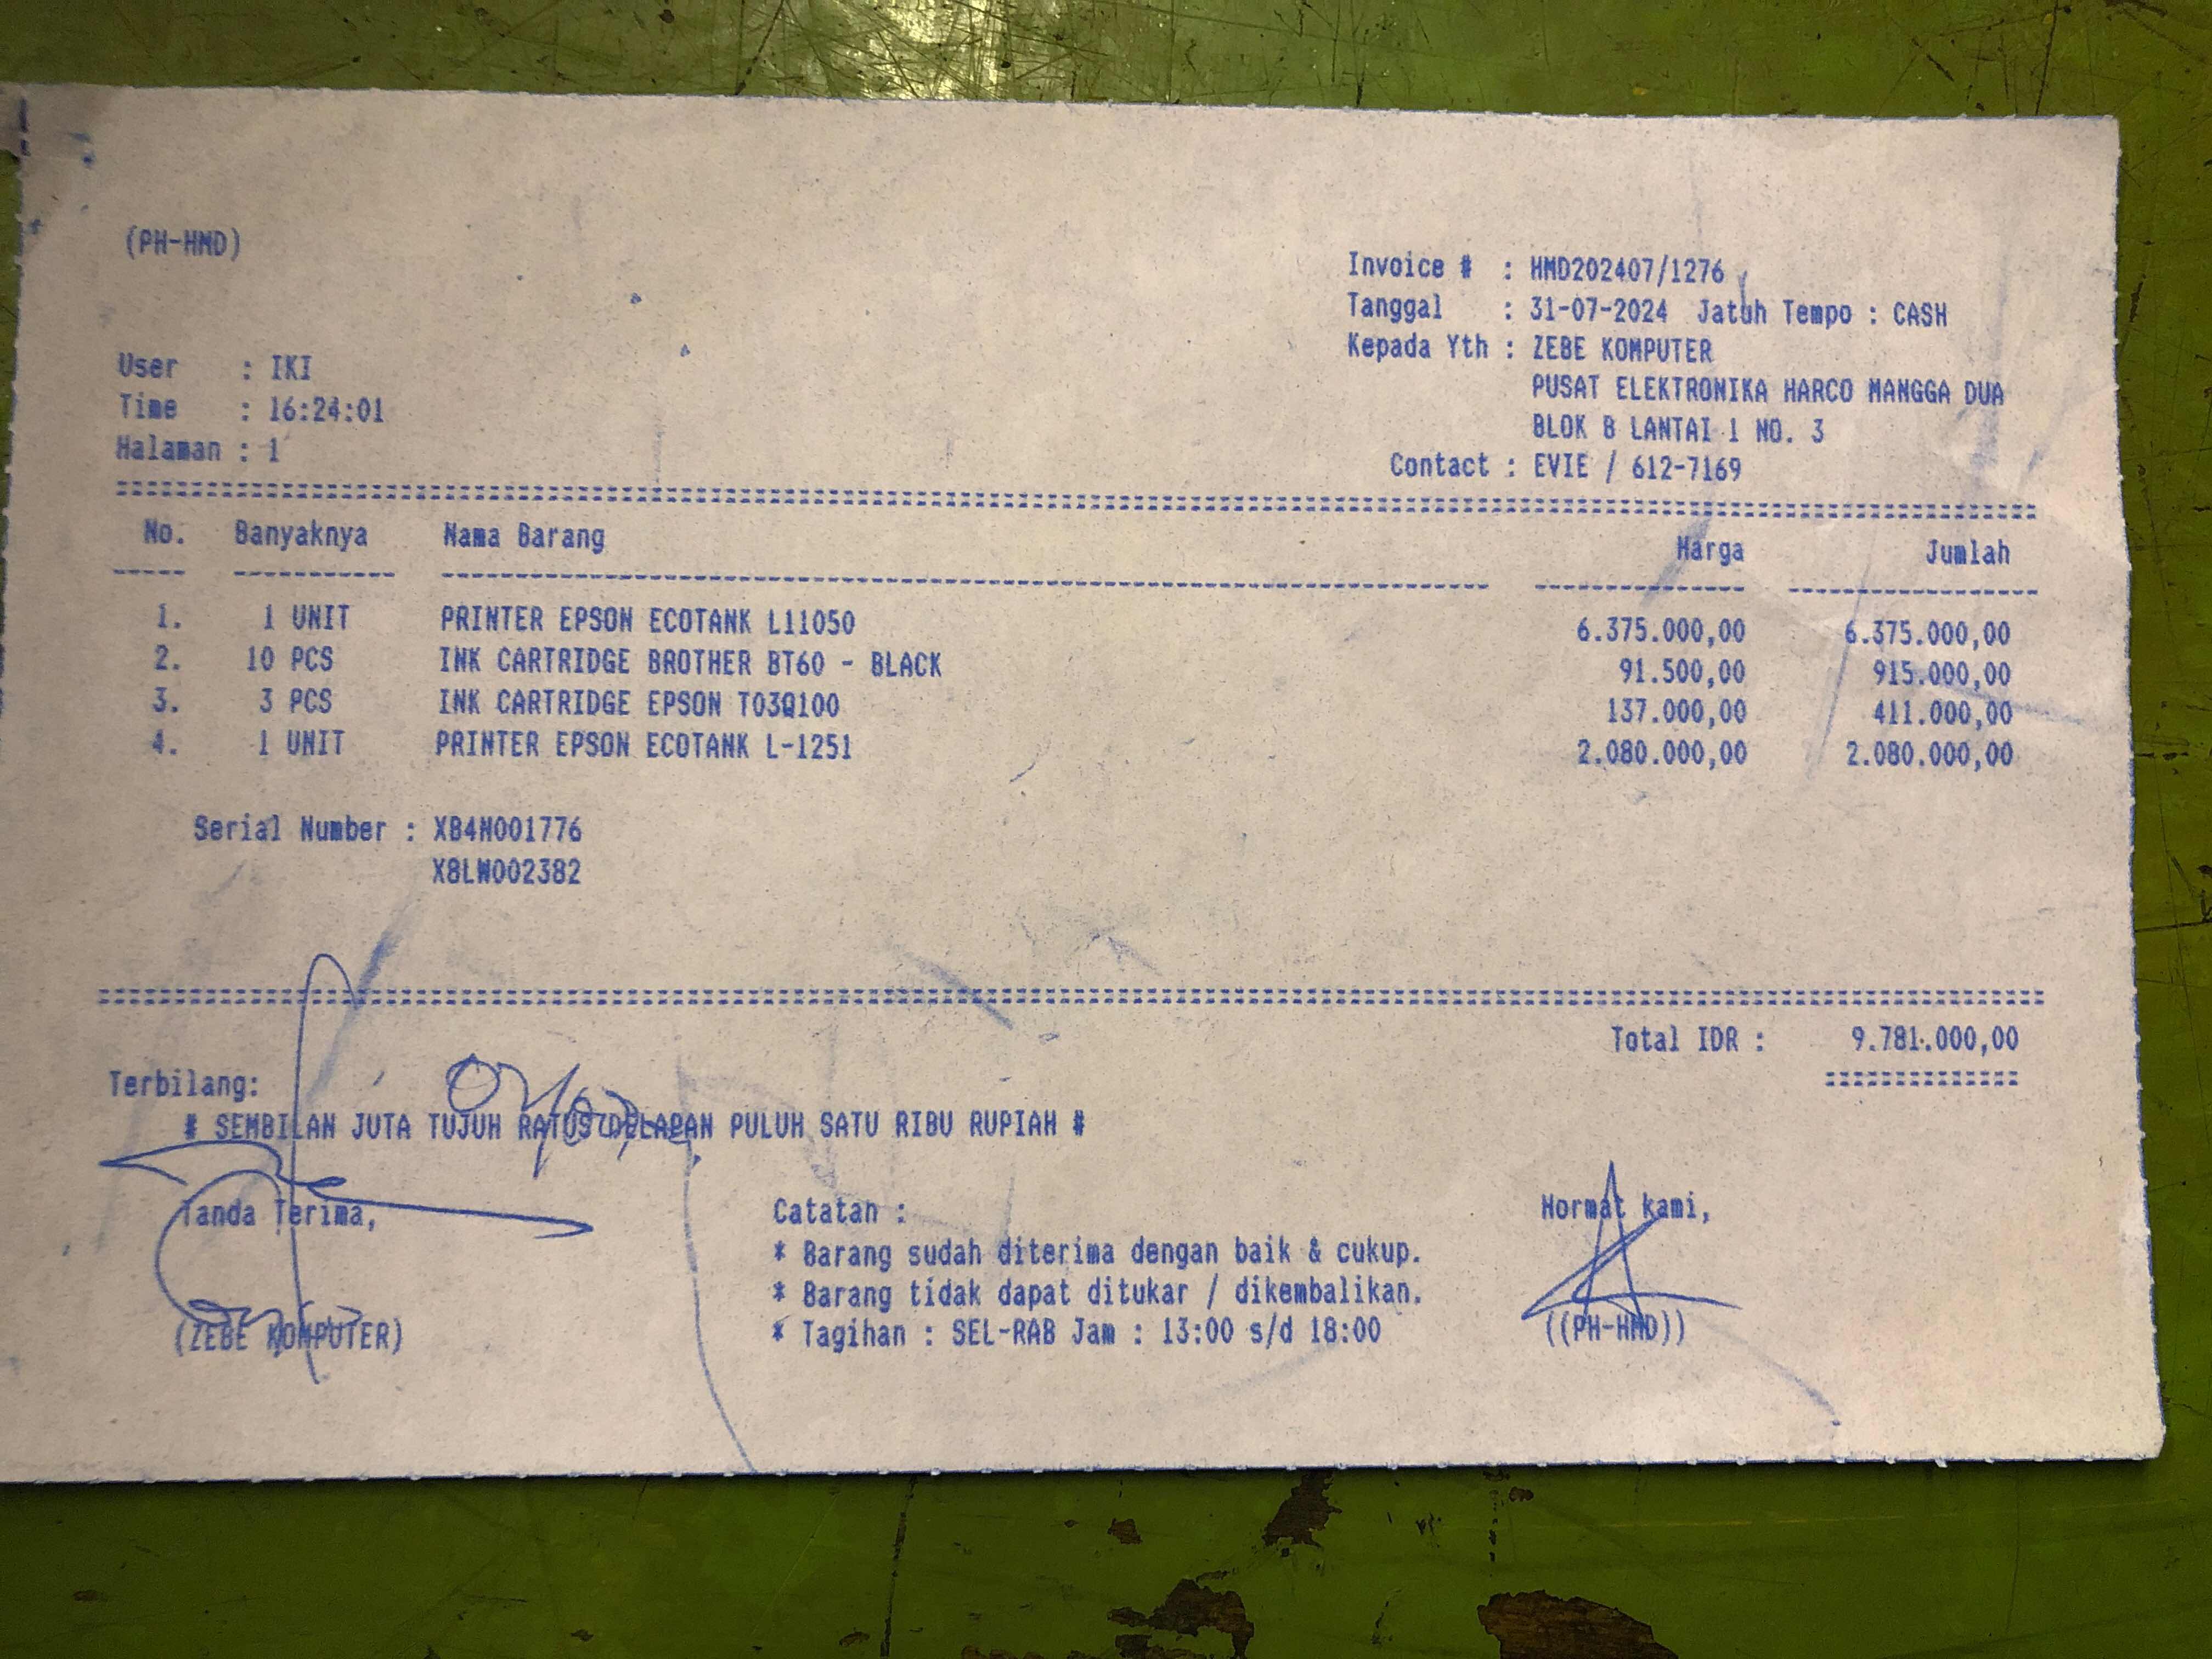 (PH-HMD)
Invoice # : HMD202407/1276
Tanggal : 31-07-2024 Jatuh Tempo : CASH
Kepada Yth : ZEBE KOMPUTER
PUSAT ELEKTRONIKA HARCO MANGGA DUA
BLOK B LANTAI 1 NO. 3
Contact : EVIE / 612-7169
User : IKI
Time : 16:24:01
Halaman : 1
No. Banyaknya Nama Barang Harga Jumlah
1. 1 UNIT PRINTER EPSON ECOTANK L11050 6.375.000,00 6.375.000,00
2. 10 PCS INK CARTRIDGE BROTHER BT60 - BLACK 91.500,00 915.000,00
3. 3 PCS INK CARTRIDGE EPSON T03Q100 137.000,00 411.000,00
4. 1 UNIT PRINTER EPSON ECOTANK L-1251 2.080.000,00 2.080.000,00
Serial Number : XB4H001776
X8LW002382
Total IDR : 9.781.000,00
Terbilang:
# SEMBILAN JUTA TUJUH RATUS DELAPAN PULUH SATU RIBU RUPIAH #
Tanda Terima, Catatan : Hormat kami,
* Barang sudah diterima dengan baik & cukup.
* Barang tidak dapat ditukar / dikembalikan.
(ZEBE KOMPUTER) * Tagihan : SEL-RAB Jam : 13:00 s/d 18:00 ((PH-HMD))